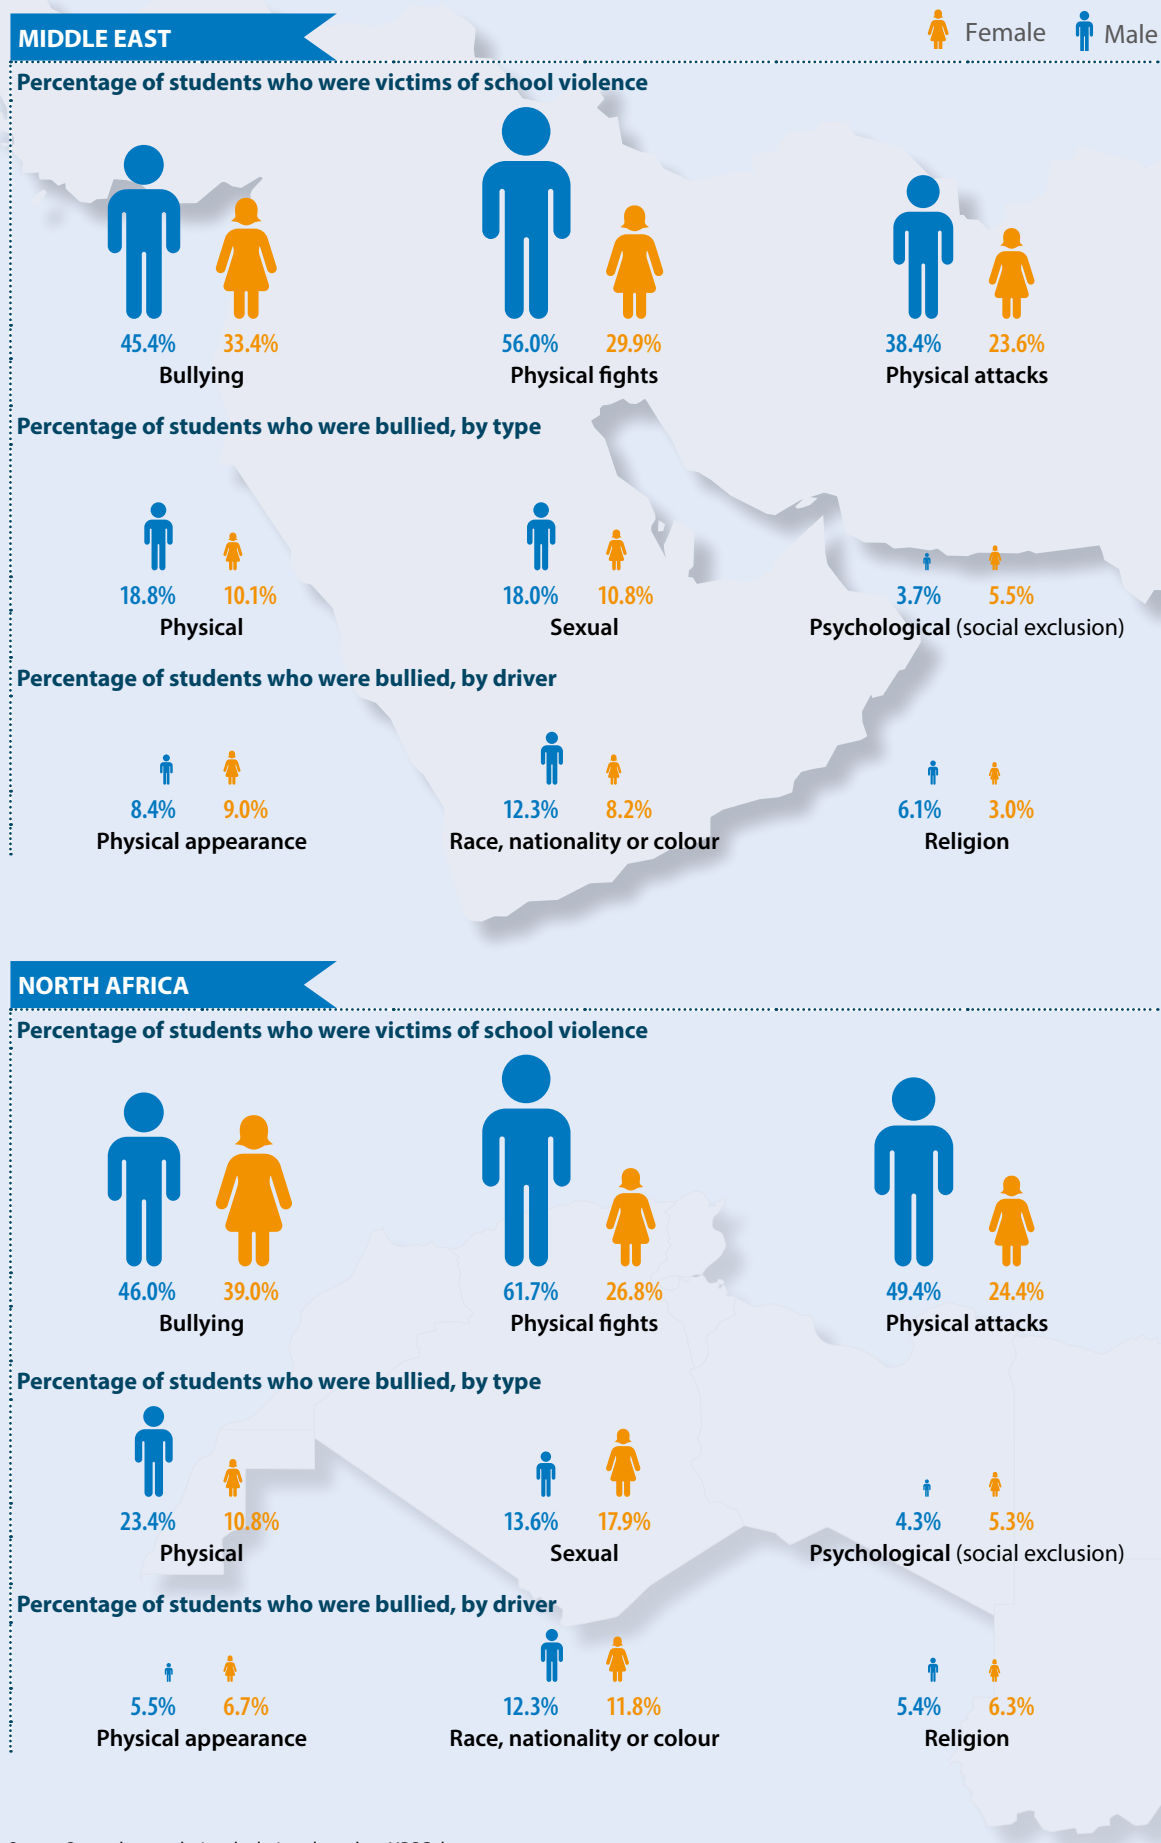 MIDDLE EAST
Female Male
Percentage of students who were victims of school violence
45.4% 33.4% 56.0% 29.9% 38.4% 23.6%
Bullying Physical fights Physical attacks
Percentage of students who were bullied, by type
18.8% 10.1% 18.0% 10.8% 3.7% 5.5%
Physical Sexual Psychological (social exclusion)
Percentage of students who were bullied, by driver
8.4% 9.0% 12.3% 8.2% 6.1% 3.0%
Physical appearance Race, nationality or colour Religion
NORTH AFRICA
Percentage of students who were victims of school violence
46.0% 39.0% 61.7% 26.8% 49.4% 24.4%
Bullying Physical fights Physical attacks
Percentage of students who were bullied, by type
23.4% 10.8% 13.6% 17.9% 4.3% 5.3%
Physical Sexual Psychological (social exclusion)
Percentage of students who were bullied, by driver
5.5% 6.7% 12.3% 11.8% 5.4% 6.3%
Physical appearance Race, nationality or colour Religion